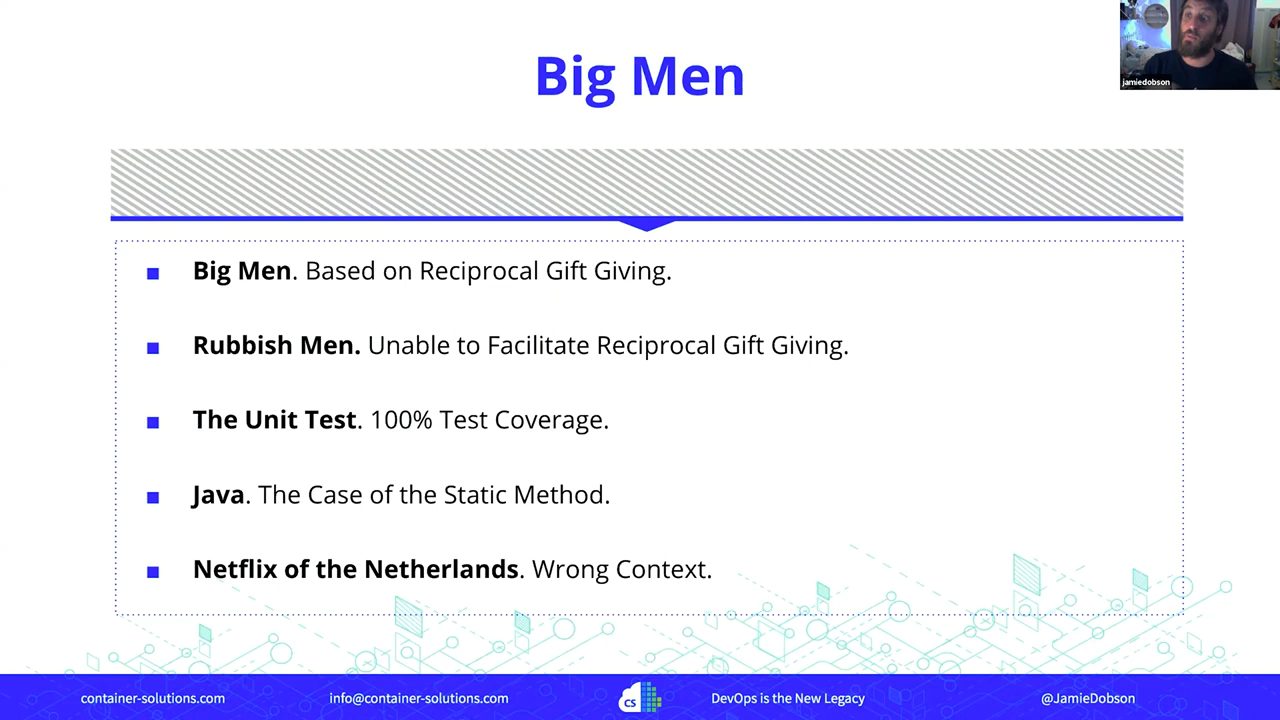 jamiedobson
Big Men
Big Men. Based on Reciprocal Gift Giving.
Rubbish Men. Unable to Facilitate Reciprocal Gift Giving.
The Unit Test. 100% Test Coverage.
Java. The Case of the Static Method.
Netflix of the Netherlands. Wrong Context.
container-solutions.com
info@container-solutions.com
CS
DevOps is the New Legacy
@JamieDobson